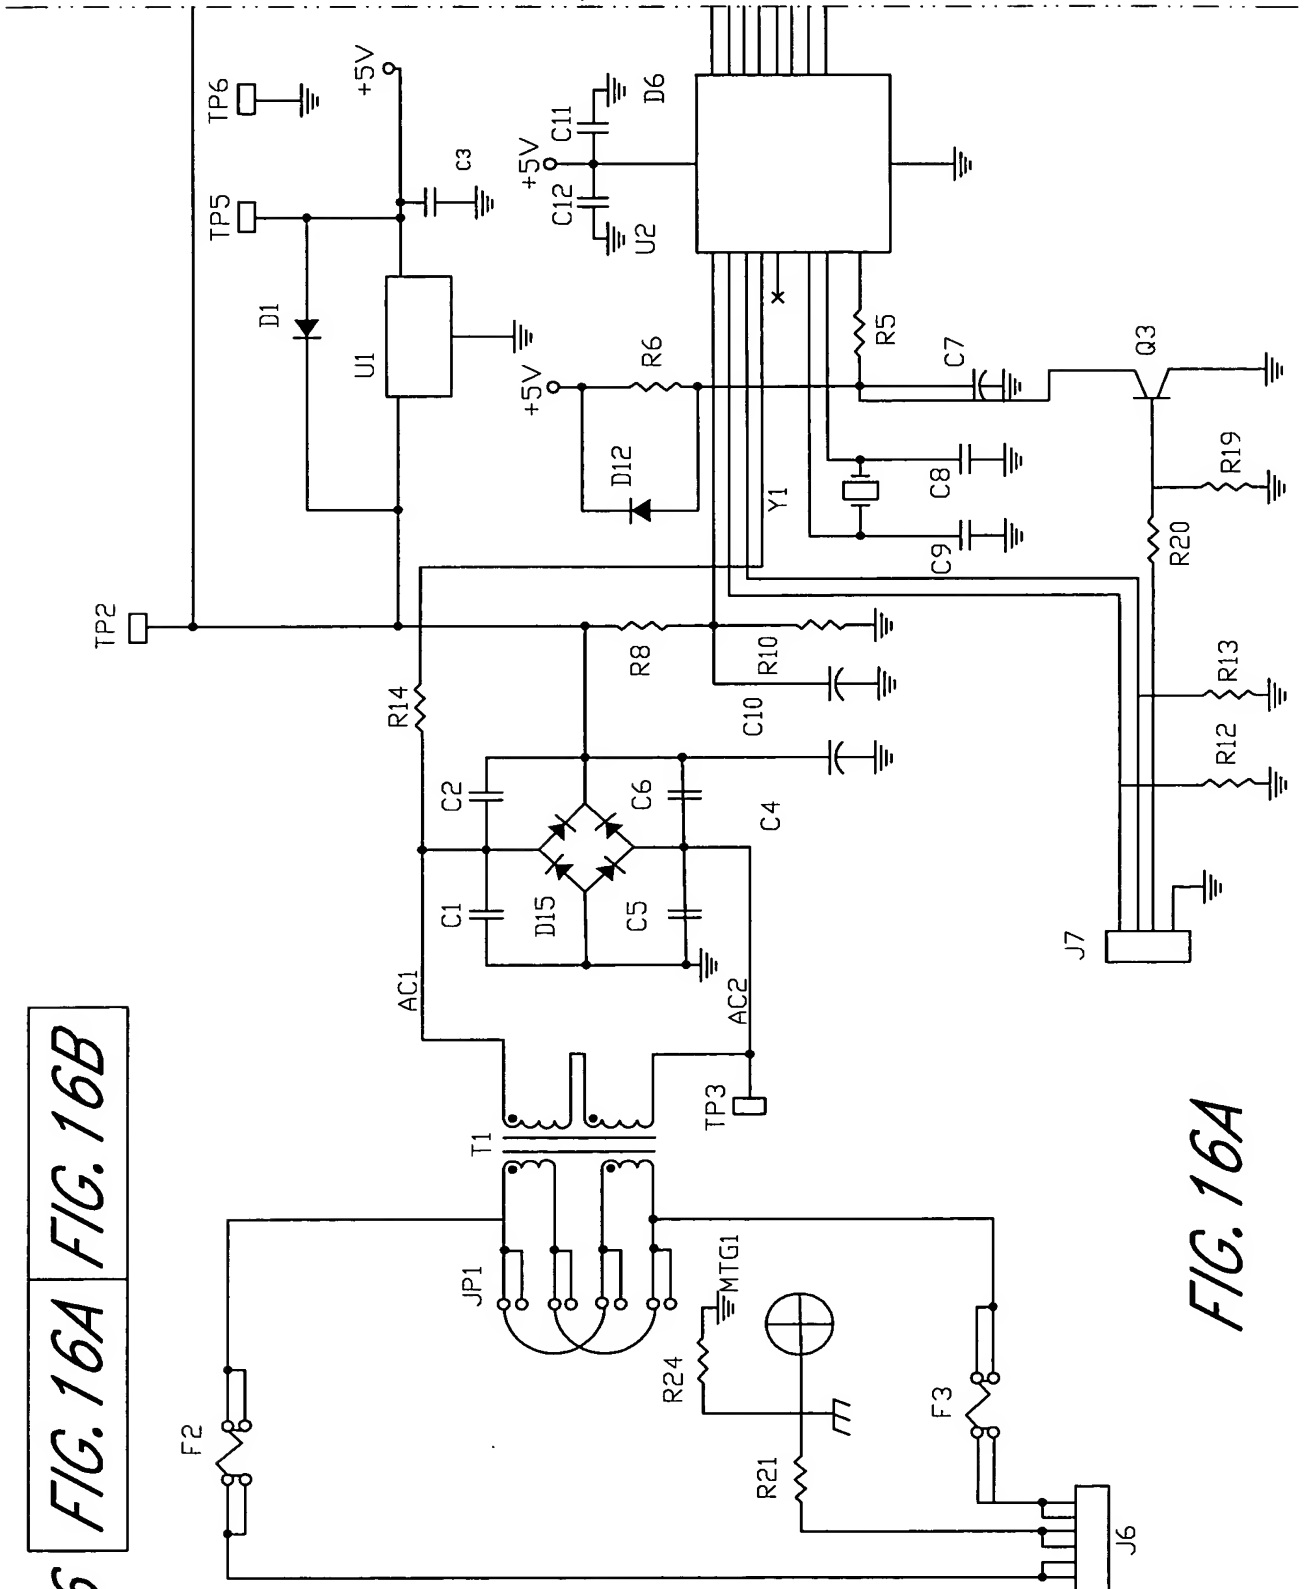 6
FIG. 16A
FIG. 16B
FIG. 16A
F2
J6
F3
R21
R24
MTG1
JP1
T1
TP3
AC1
AC2
C1
D15
C5
C2
C6
C4
R14
C10
R8
R10
TP2
J7
R12
R13
R20
R19
Q3
C9
C8
C7
Y1
D12
R6
R5
+5V
U1
D1
TP5
TP6
+5V
C3
+5V
C12
C11
U2
D6